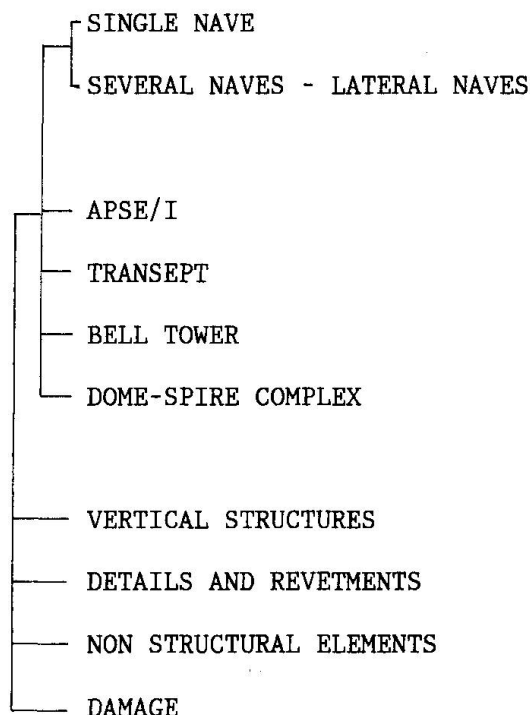 SINGLE NAVE
SEVERAL NAVES - LATERAL NAVES
APSE/I
TRANSEPT
BELL TOWER
DOME-SPIRE COMPLEX
VERTICAL STRUCTURES
DETAILS AND REVETMENTS
NON STRUCTURAL ELEMENTS
DAMAGE